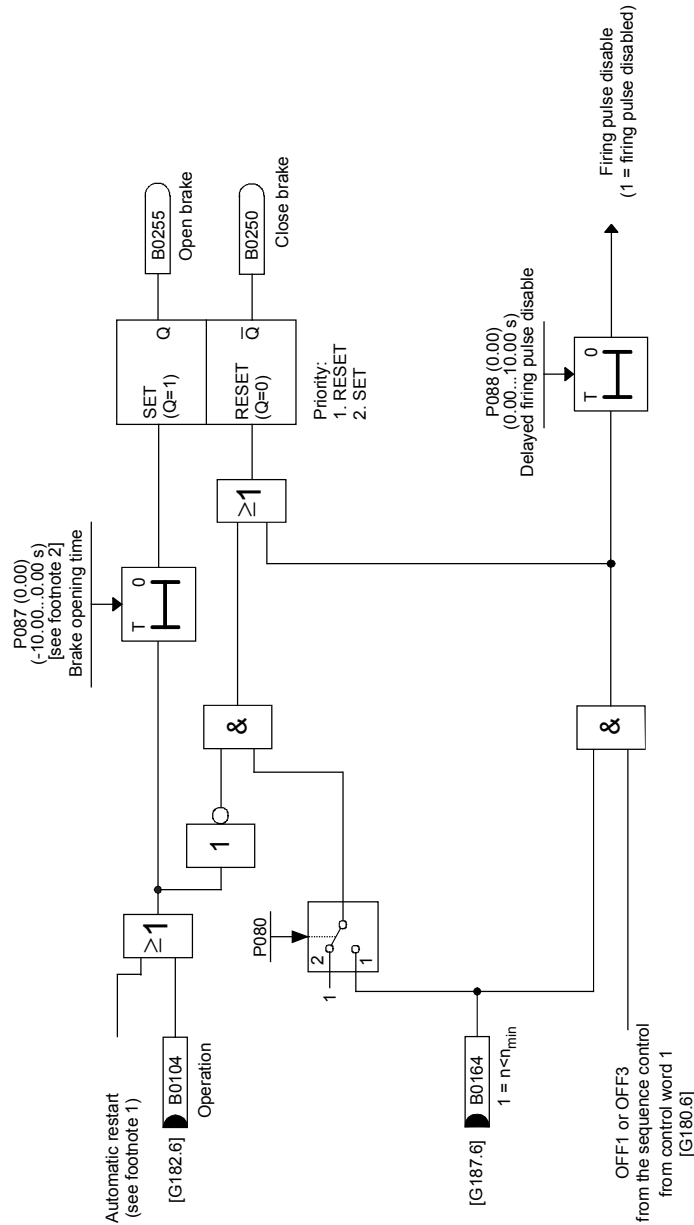 Automatic restart
(see footnote 1)
[G182.6]
B0104
Operation
≥1
1
P087 (0.00)
(-10.00...0.00 s)
[see footnote 2]
Brake opening time
T
0
SET
(Q=1)
Q
B0255
Open brake
P080
2
1
1
&
≥1
RESET
(Q=0)
Q̅
B0250
Close brake
Priority:
1. RESET
2. SET
[G187.6]
B0164
1 = n<nmin
OFF1 or OFF3
from the sequence control
from control word 1
[G180.6]
&
P088 (0.00)
(0.00...10.00 s)
Delayed firing pulse disable
T
0
Firing pulse disable
(1 = firing pulse disabled)